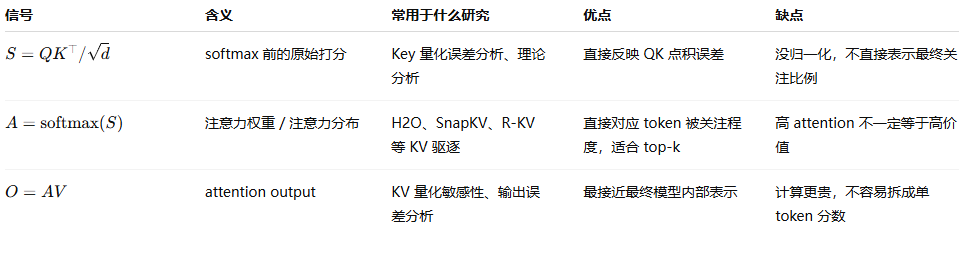 信号 含义 常用于什么研究 优点 缺点
S = QK⊤/√d softmax 前的原始打分 Key 量化误差分析、理论 直接反映 QK 点积误差 没归一化，不直接表示最终关
分析 注比例
A = softmax(S) 注意力权重 / 注意力分布 H2O、SnapKV、R-KV 直接对应 token 被关注程 高 attention 不一定等于高价
等 KV 驱逐 度，适合 top-k 值
O = AV attention output KV 量化敏感性、输出误 最接近最终模型内部表示 计算更贵，不容易拆成单
差分析 token 分数